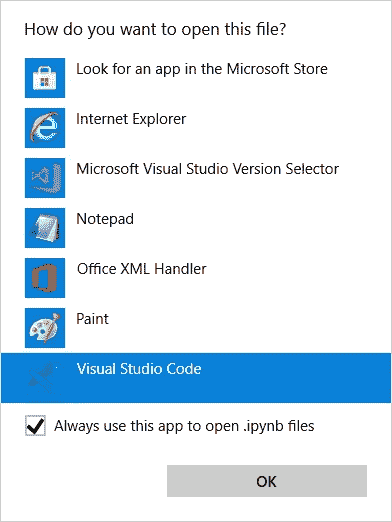 How do you want to open this file?
Look for an app in the Microsoft Store
Internet Explorer
Microsoft Visual Studio Version Selector
Notepad
Office XML Handler
Paint
Visual Studio Code
Always use this app to open .ipynb files
OK